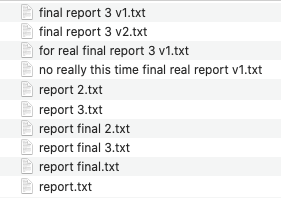 final report 3 v1.txt
final report 3 v2.txt
for real final report 3 v1.txt
no really this time final real report v1.txt
report 2.txt
report 3.txt
report final 2.txt
report final 3.txt
report final.txt
report.txt